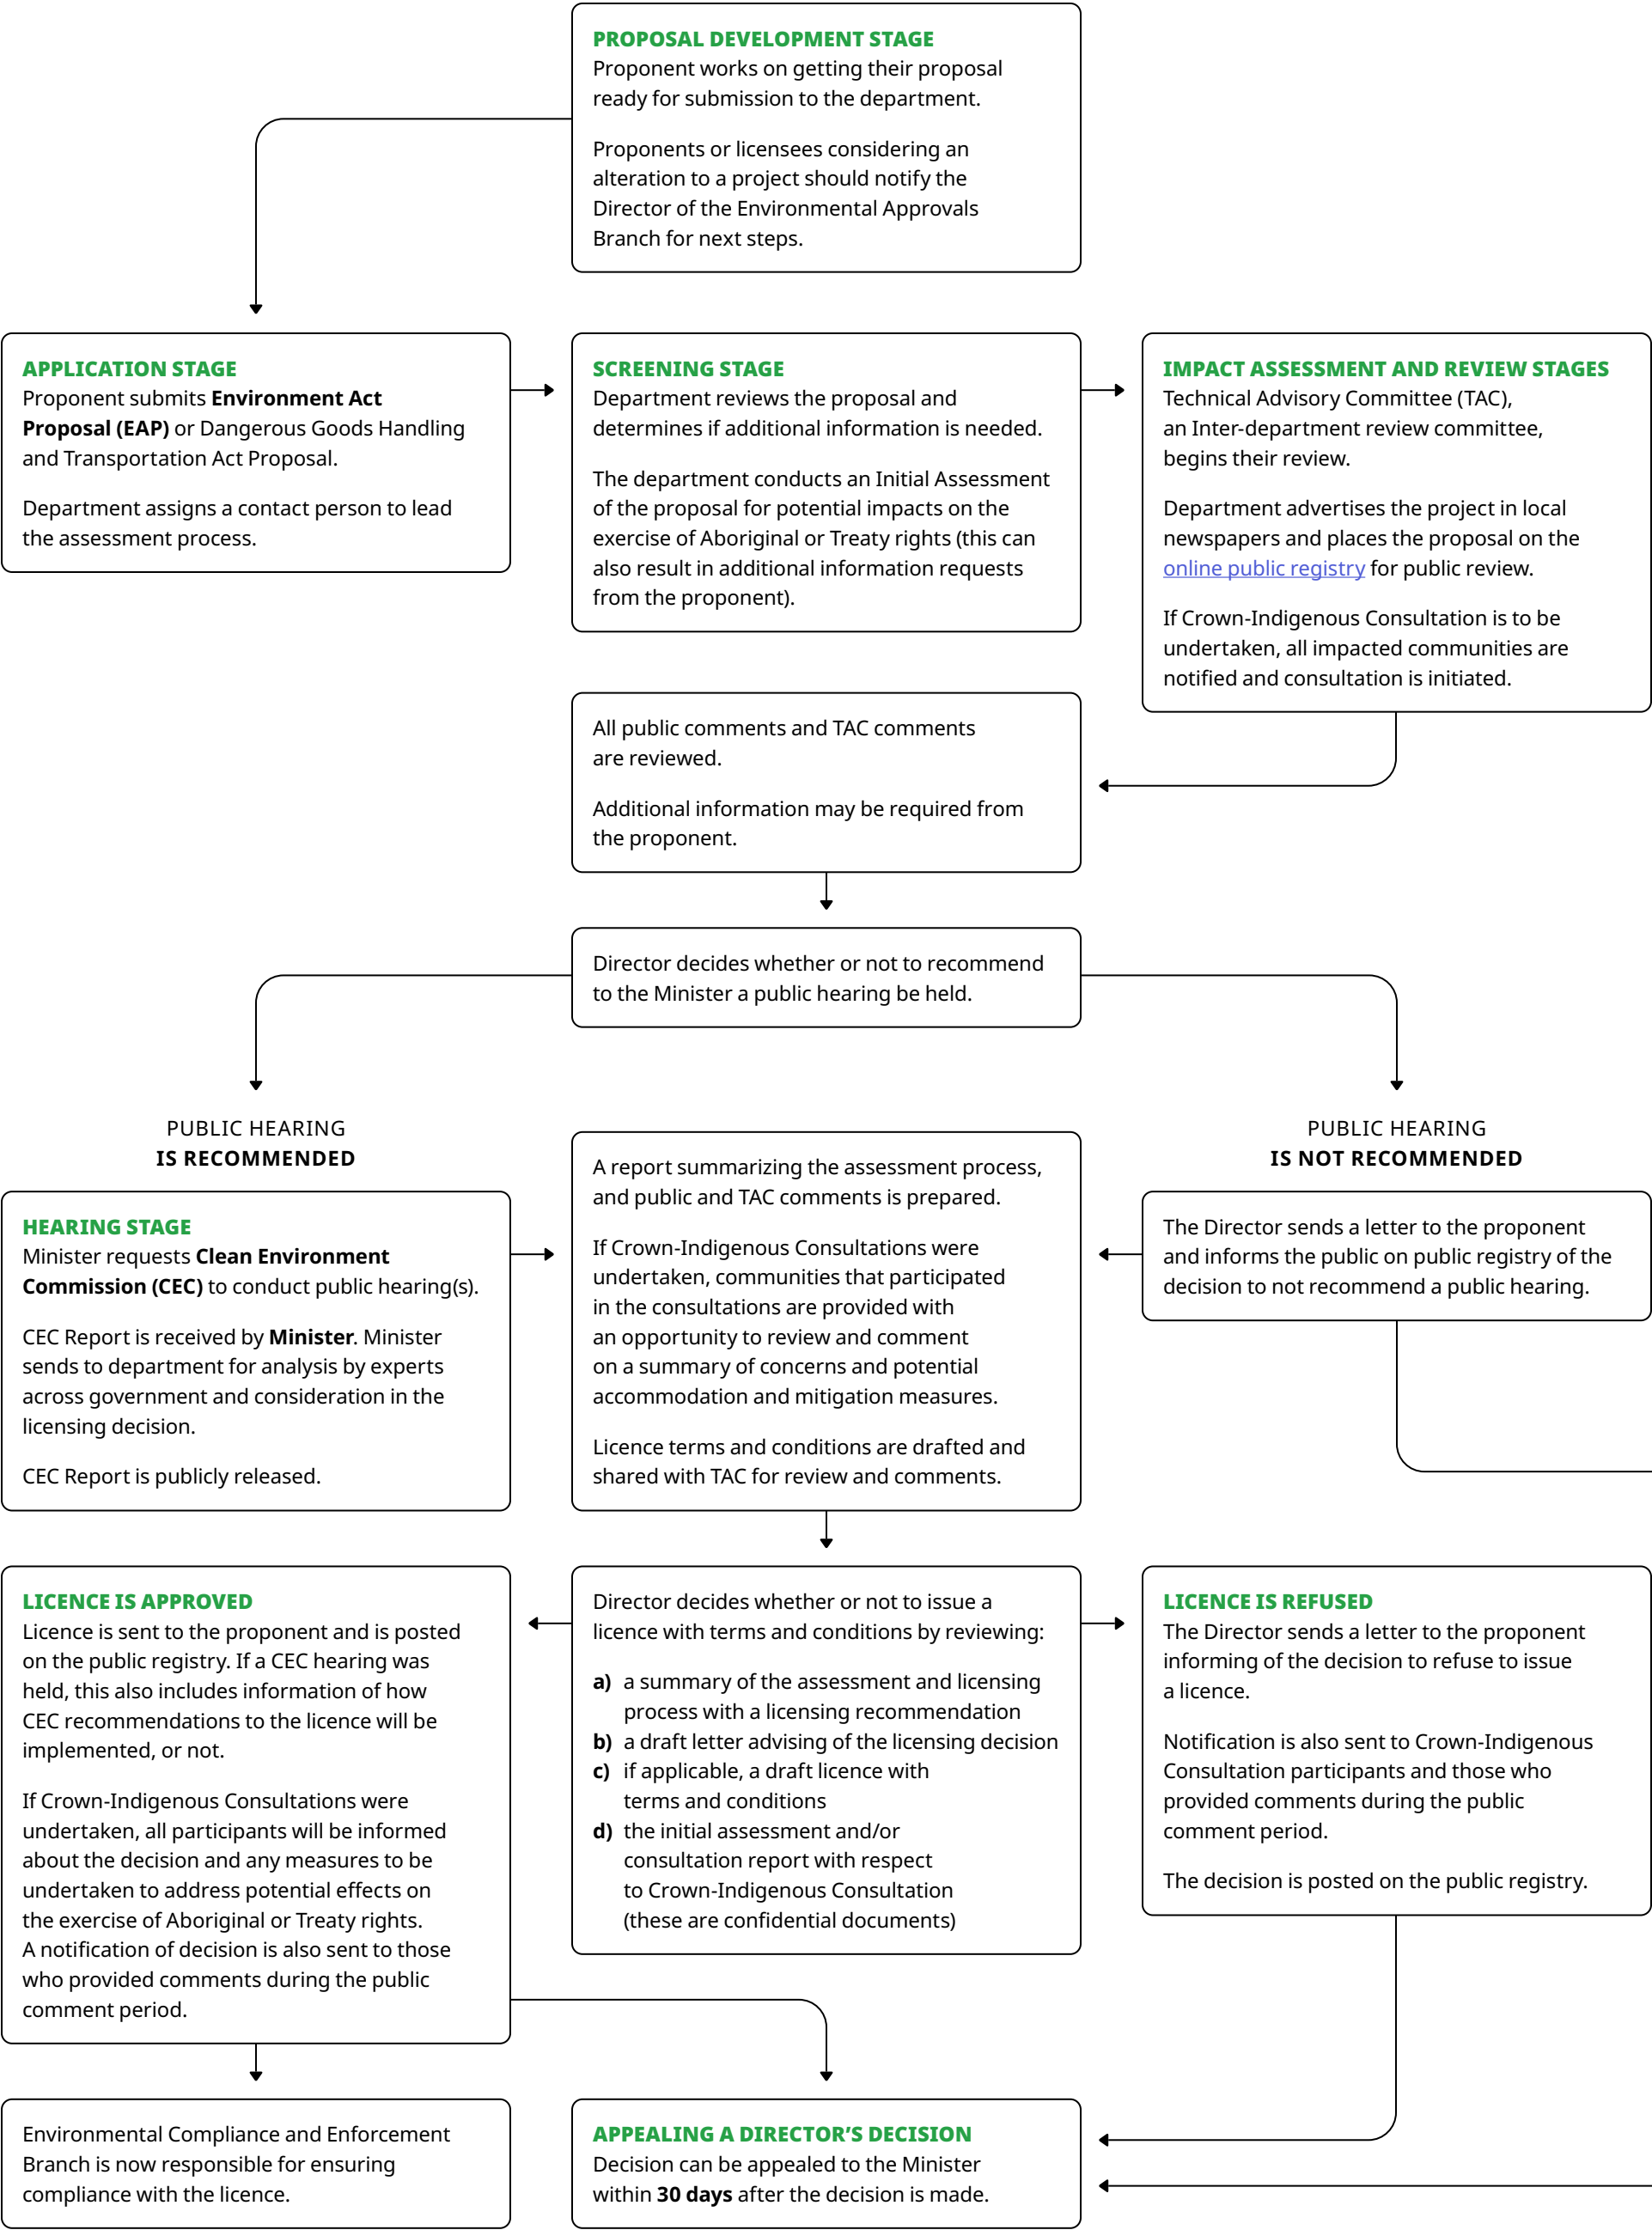 PROPOSAL DEVELOPMENT STAGE
Proponent works on getting their proposal
ready for submission to the department.
Proponents or licensees considering an
alteration to a project should notify the
Director of the Environmental Approvals
Branch for next steps.
APPLICATION STAGE
Proponent submits Environment Act
Proposal (EAP) or Dangerous Goods Handling
and Transportation Act Proposal.
Department assigns a contact person to lead
the assessment process.
SCREENING STAGE
Department reviews the proposal and
determines if additional information is needed.
The department conducts an Initial Assessment
of the proposal for potential impacts on the
exercise of Aboriginal or Treaty rights (this can
also result in additional information requests
from the proponent).
IMPACT ASSESSMENT AND REVIEW STAGES
Technical Advisory Committee (TAC),
an Inter-department review committee,
begins their review.
Department advertises the project in local
newspapers and places the proposal on the
online public registry for public review.
If Crown-Indigenous Consultation is to be
undertaken, all impacted communities are
notified and consultation is initiated.
All public comments and TAC comments
are reviewed.
Additional information may be required from
the proponent.
Director decides whether or not to recommend
to the Minister a public hearing be held.
PUBLIC HEARING
IS RECOMMENDED
HEARING STAGE
Minister requests Clean Environment
Commission (CEC) to conduct public hearing(s).
CEC Report is received by Minister. Minister
sends to department for analysis by experts
across government and consideration in the
licensing decision.
CEC Report is publicly released.
A report summarizing the assessment process,
and public and TAC comments is prepared.
If Crown-Indigenous Consultations were
undertaken, communities that participated
in the consultations are provided with
an opportunity to review and comment
on a summary of concerns and potential
accommodation and mitigation measures.
Licence terms and conditions are drafted and
shared with TAC for review and comments.
PUBLIC HEARING
IS NOT RECOMMENDED
The Director sends a letter to the proponent
and informs the public on public registry of the
decision to not recommend a public hearing.
LICENCE IS APPROVED
Licence is sent to the proponent and is posted
on the public registry. If a CEC hearing was
held, this also includes information of how
CEC recommendations to the licence will be
implemented, or not.
If Crown-Indigenous Consultations were
undertaken, all participants will be informed
about the decision and any measures to be
undertaken to address potential effects on
the exercise of Aboriginal or Treaty rights.
A notification of decision is also sent to those
who provided comments during the public
comment period.
Director decides whether or not to issue a
licence with terms and conditions by reviewing:
a) a summary of the assessment and licensing
process with a licensing recommendation
b) a draft letter advising of the licensing decision
c) if applicable, a draft licence with
terms and conditions
d) the initial assessment and/or
consultation report with respect
to Crown-Indigenous Consultation
(these are confidential documents)
LICENCE IS REFUSED
The Director sends a letter to the proponent
informing of the decision to refuse to issue
a licence.
Notification is also sent to Crown-Indigenous
Consultation participants and those who
provided comments during the public
comment period.
The decision is posted on the public registry.
Environmental Compliance and Enforcement
Branch is now responsible for ensuring
compliance with the licence.
APPEALING A DIRECTOR’S DECISION
Decision can be appealed to the Minister
within 30 days after the decision is made.